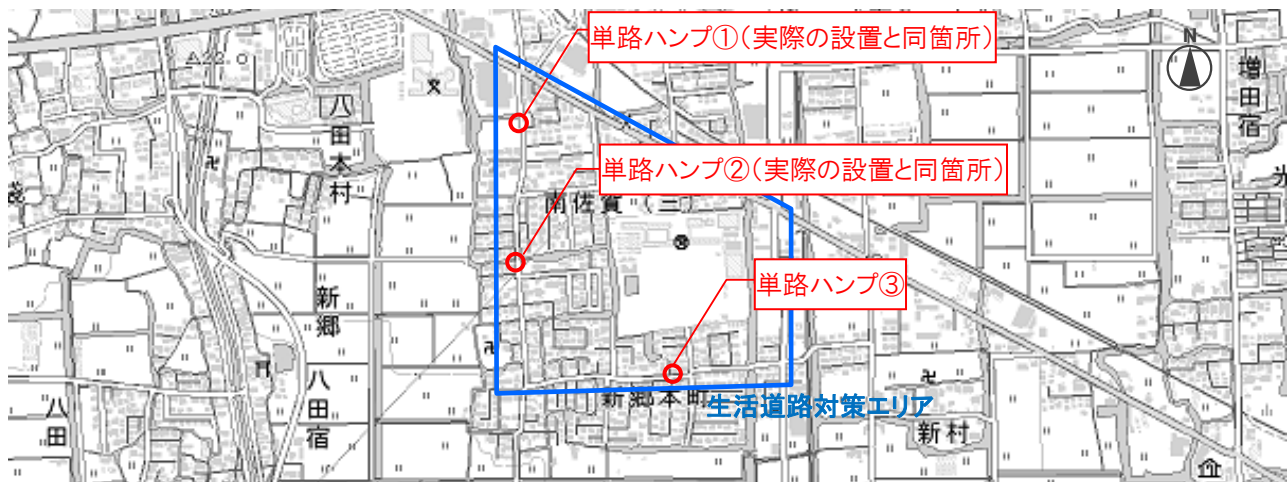 単路ハンプ①(実際の設置と同箇所)
N
増田宿
八田本村
単路ハンプ②(実際の設置と同箇所)
南佐賀(三)
単路ハンプ③
新郷
八田宿
八田
新郷本町
生活道路対策エリア
新村